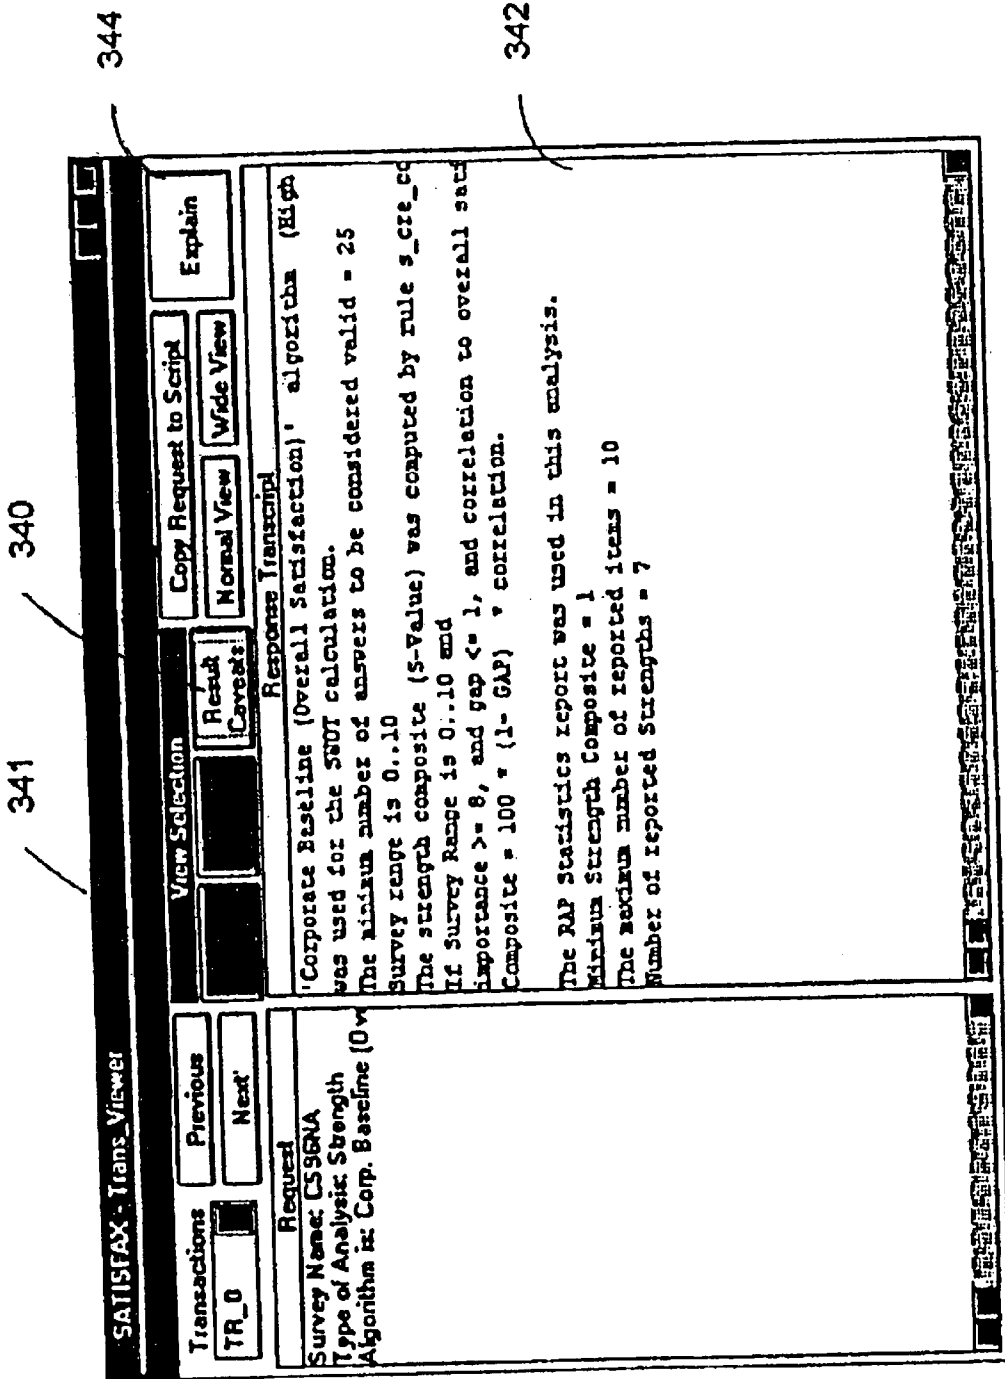 341
340
344
SATISFAX - Trans_Viewer
Transactions
TR_0
Previous
Next
View Selection
Result Caveats
Copy Request to Script
Normal View
Wide View
Explain
Request
Survey Name: CS96NA
Type of Analysis: Strength
Algorithm is: Corp. Baseline (Ov
Response Transcript
'Corporate Baseline (Overall Satisfaction)' algorithm (High
was used for the SWOT calculation.
The minimum number of answers to be considered valid = 25
Survey range is 0..10
The strength composite (S-Value) was computed by rule s_cre_co
If Survey Range is 0..10 and
importance >= 8, and gap <= 1, and correlation to overall sati
Composite = 100 * (1- GAP) * correlation.
The RAP Statistics report was used in this analysis.
Minimum Strength Composite = 1
The maximum number of reported items = 10
Number of reported Strengths = 7
342